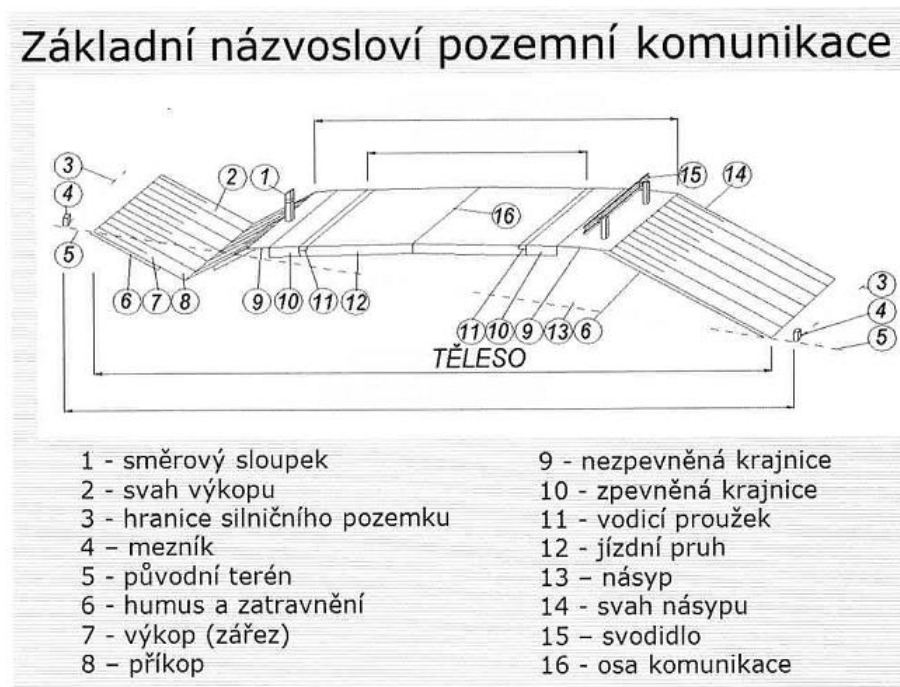 Základní názvosloví pozemní komunikace
3
4
5
2
1
16
15
14
6
7
8
9
10
11
12
11
10
9
13
6
3
4
5
TĚLESO
1 - směrový sloupek
2 - svah výkopu
3 - hranice silničního pozemku
4 – mezník
5 - původní terén
6 - humus a zatravnění
7 - výkop (zářez)
8 – příkop
9 - nezpevněná krajnice
10 - zpevněná krajnice
11 - vodicí proužek
12 - jízdní pruh
13 – násyp
14 - svah násypu
15 – svodidlo
16 - osa komunikace